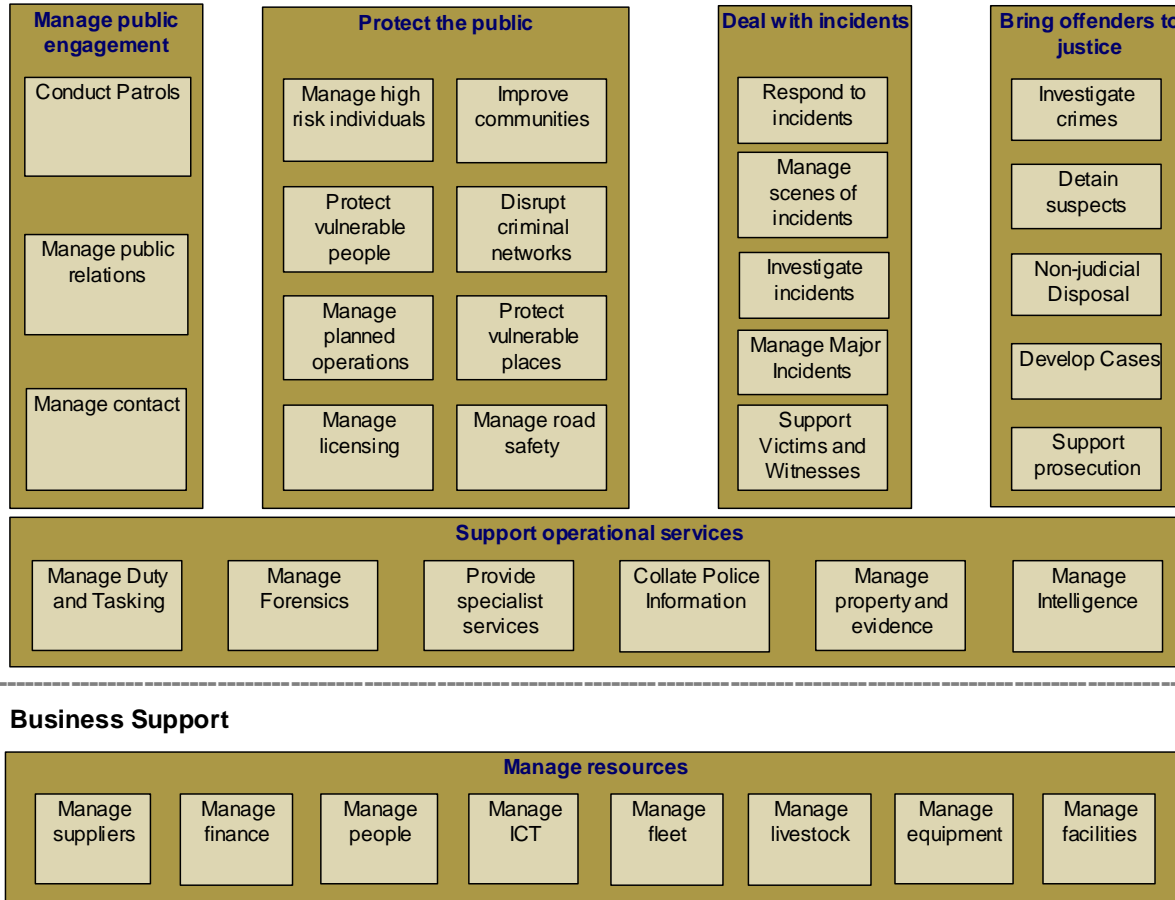 Manage public
engagement
Conduct Patrols
Manage public
relations
Manage contact
Protect the public
Manage high
risk individuals
Improve
communities
Protect
vulnerable
people
Disrupt
criminal
networks
Manage
planned
operations
Protect
vulnerable
places
Manage
licensing
Manage road
safety
Deal with incidents
Respond to
incidents
Manage
scenes of
incidents
Investigate
incidents
Manage Major
Incidents
Support
Victims and
Witnesses
Bring offenders to
justice
Investigate
crimes
Detain
suspects
Non-judicial
Disposal
Develop Cases
Support
prosecution
Support operational services
Manage Duty
and Tasking
Manage
Forensics
Provide
specialist
services
Collate Police
Information
Manage
property and
evidence
Manage
Intelligence
Business Support
Manage resources
Manage
suppliers
Manage
finance
Manage
people
Manage
ICT
Manage
fleet
Manage
livestock
Manage
equipment
Manage
facilities